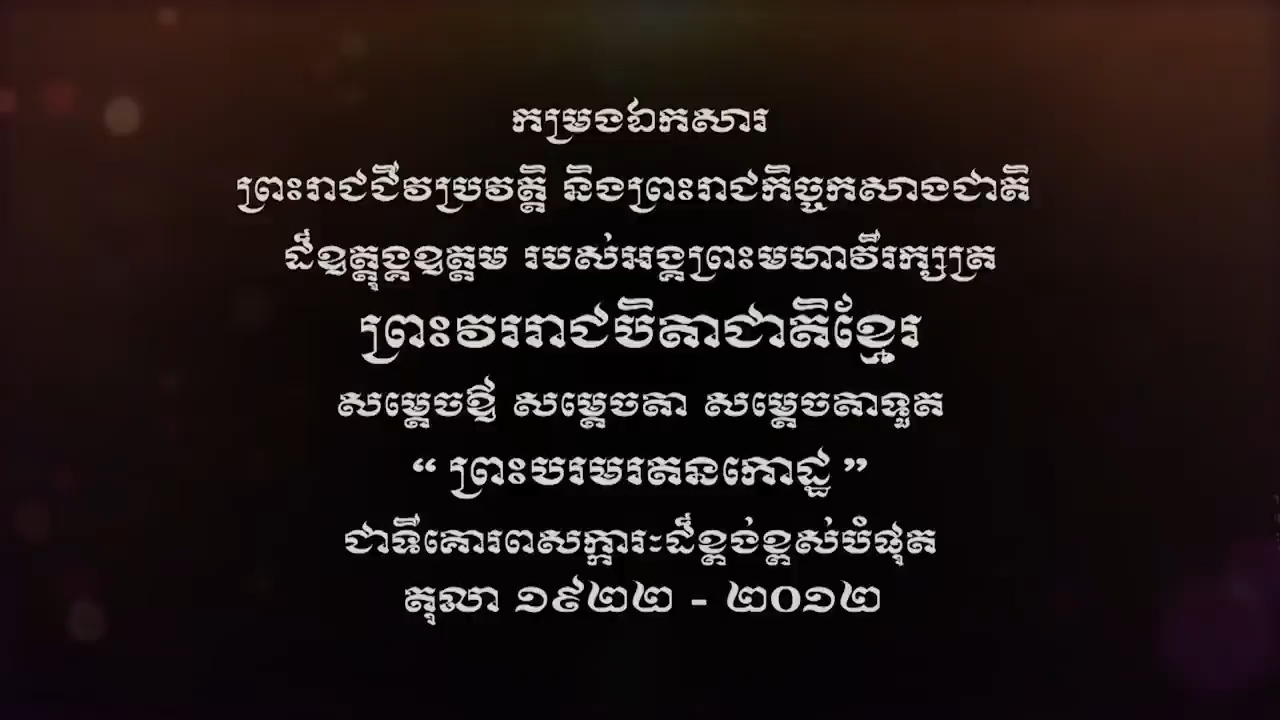 កម្រងឯកសារ
ព្រះរាជជីវប្រវត្តិ និងព្រះរាជកិច្ចកសាងជាតិ
ដ៏ឧត្តុង្គឧត្តម របស់អង្គព្រះមហាវីរក្សត្រ
ព្រះវររាជបិតាជាតិខ្មែរ
សម្តេចឪ សម្តេចតា សម្តេចតាទួត
“ ព្រះបរមរតនកោដ្ឋ ”
ជាទីគោរពសក្ការៈដ៏ខ្ពង់ខ្ពស់បំផុត
តុលា ១៩២២ - ២០១២